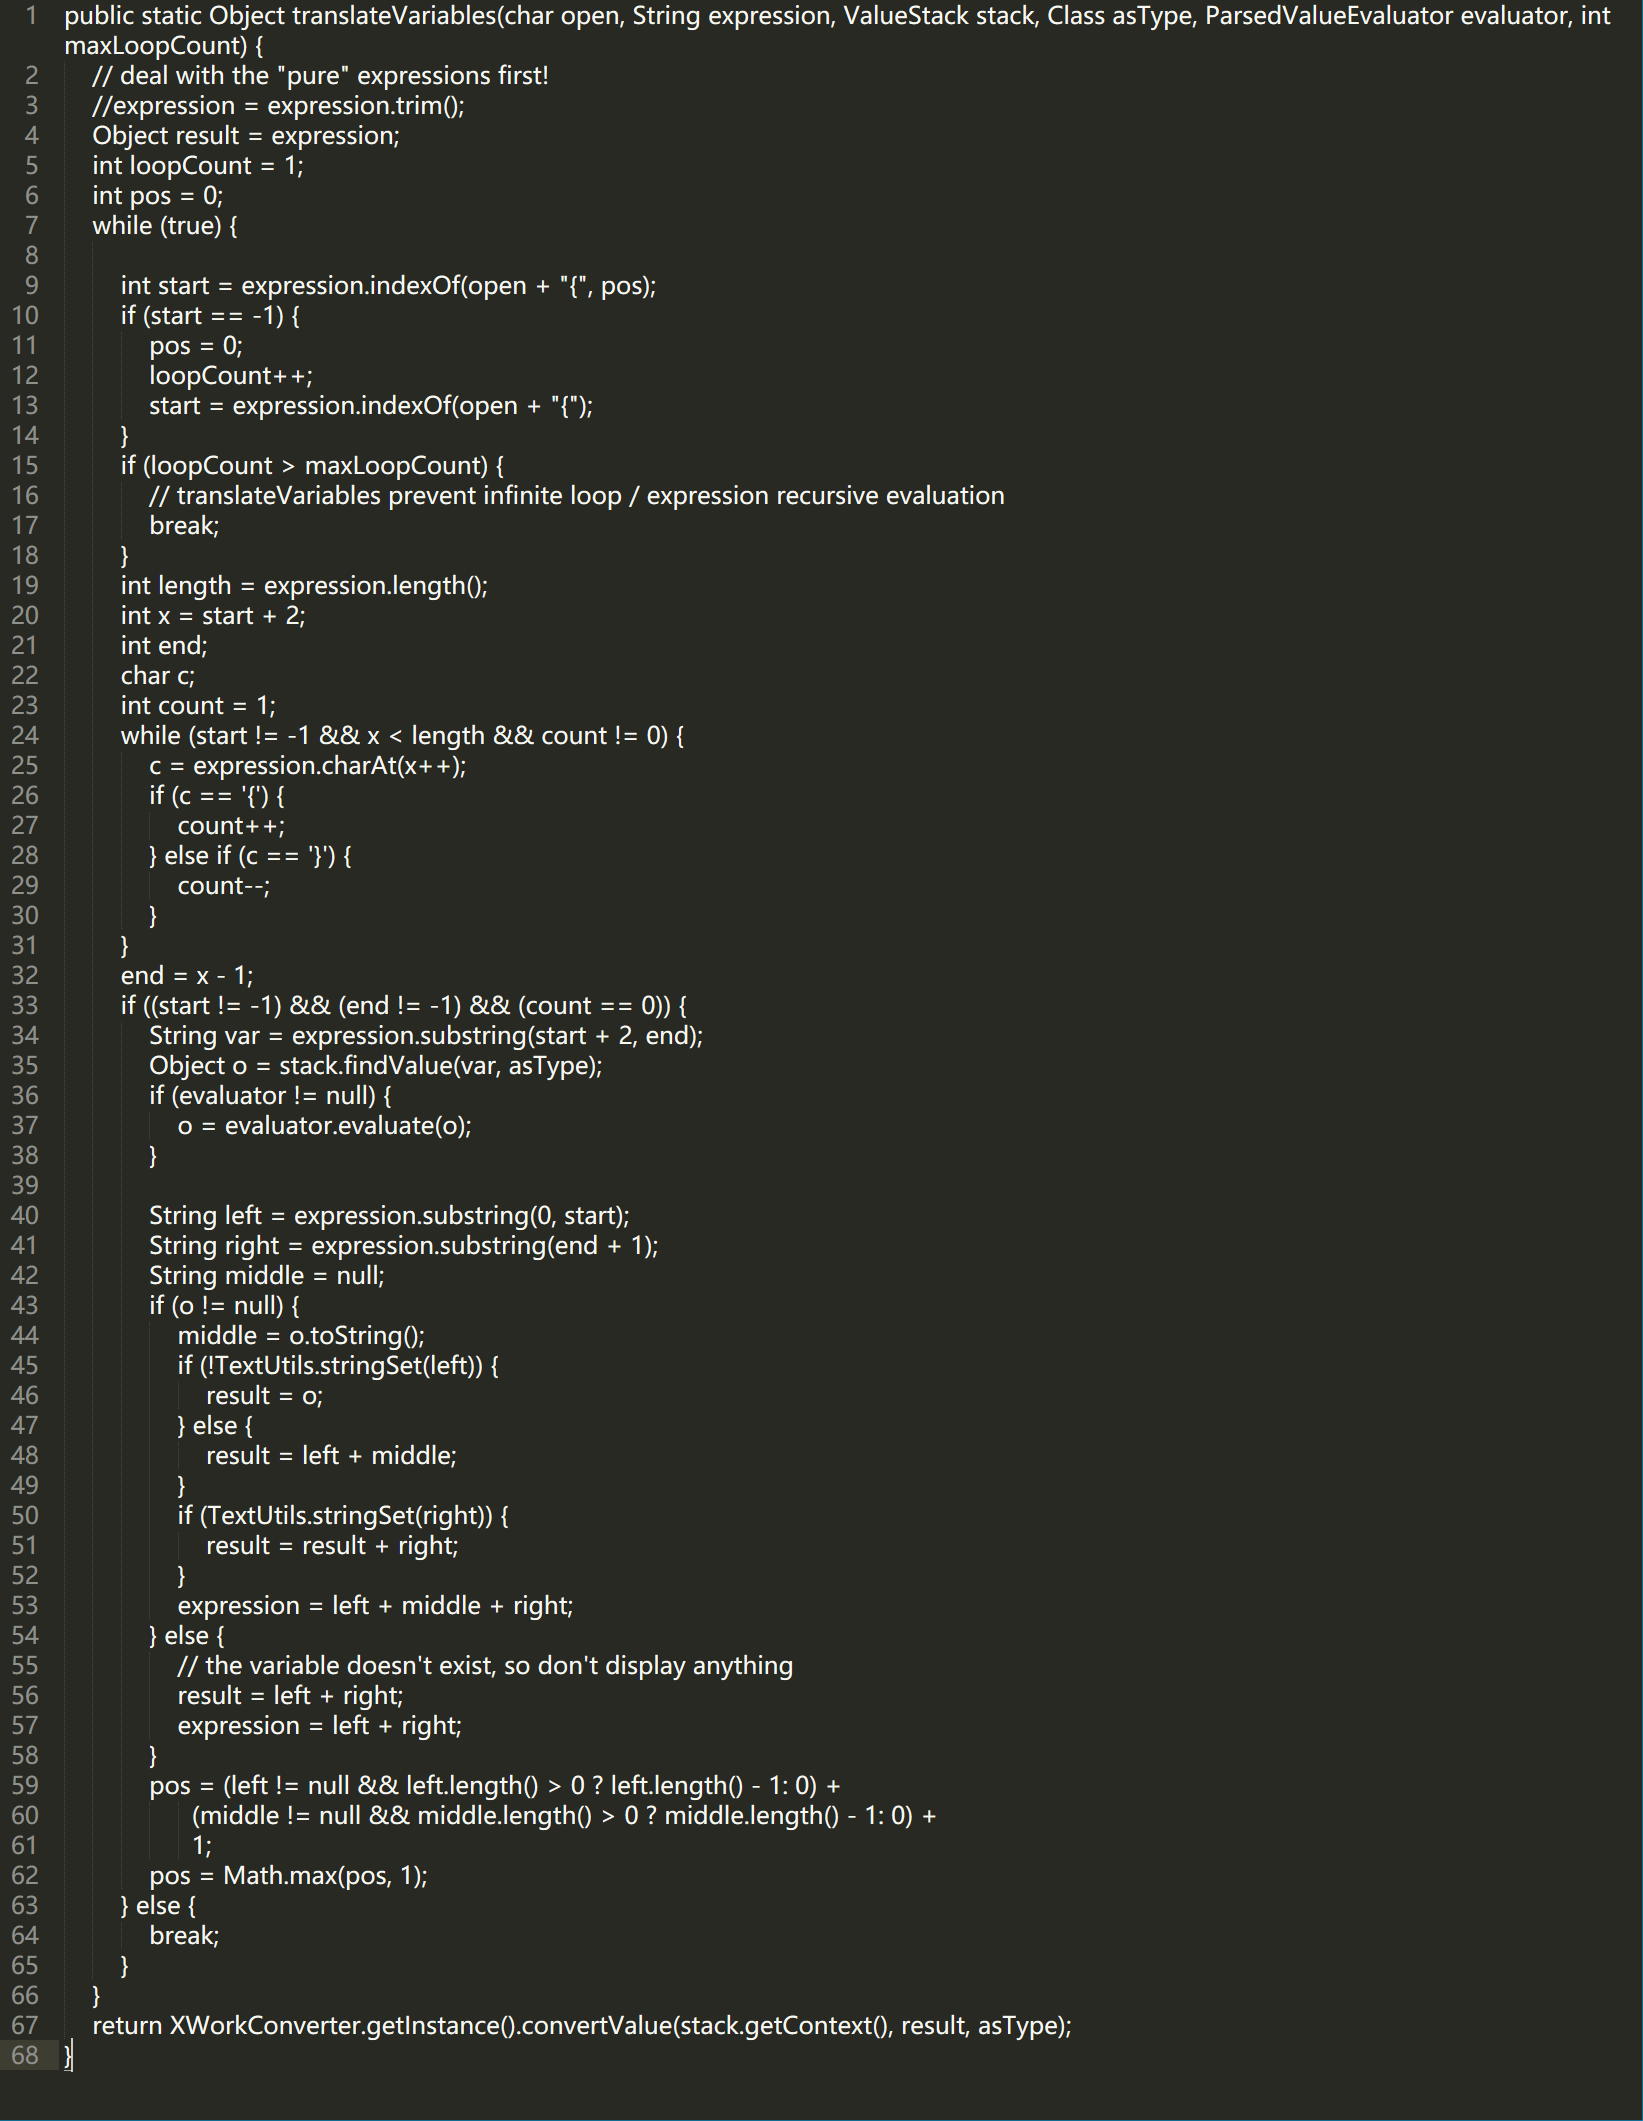 1 public static Object translateVariables(char open, String expression, ValueStack stack, Class asType, ParsedValueEvaluator evaluator, int
maxLoopCount) {
2 // deal with the "pure" expressions first!
3 //expression = expression.trim();
4 Object result = expression;
5 int loopCount = 1;
6 int pos = 0;
7 while (true) {
8
9 int start = expression.indexOf(open + "{", pos);
10 if (start == -1) {
11 pos = 0;
12 loopCount++;
13 start = expression.indexOf(open + "{");
14 }
15 if (loopCount > maxLoopCount) {
16 // translateVariables prevent infinite loop / expression recursive evaluation
17 break;
18 }
19 int length = expression.length();
20 int x = start + 2;
21 int end;
22 char c;
23 int count = 1;
24 while (start != -1 && x < length && count != 0) {
25 c = expression.charAt(x++);
26 if (c == '{') {
27 count++;
28 } else if (c == '}') {
29 count--;
30 }
31 }
32 end = x - 1;
33 if ((start != -1) && (end != -1) && (count == 0)) {
34 String var = expression.substring(start + 2, end);
35 Object o = stack.findValue(var, asType);
36 if (evaluator != null) {
37 o = evaluator.evaluate(o);
38 }
39
40 String left = expression.substring(0, start);
41 String right = expression.substring(end + 1);
42 String middle = null;
43 if (o != null) {
44 middle = o.toString();
45 if (!TextUtils.stringSet(left)) {
46 result = o;
47 } else {
48 result = left + middle;
49 }
50 if (TextUtils.stringSet(right)) {
51 result = result + right;
52 }
53 expression = left + middle + right;
54 } else {
55 // the variable doesn't exist, so don't display anything
56 result = left + right;
57 expression = left + right;
58 }
59 pos = (left != null && left.length() > 0 ? left.length() - 1: 0) +
60 (middle != null && middle.length() > 0 ? middle.length() - 1: 0) +
61 1;
62 pos = Math.max(pos, 1);
63 } else {
64 break;
65 }
66 }
67 return XWorkConverter.getInstance().convertValue(stack.getContext(), result, asType);
68 }